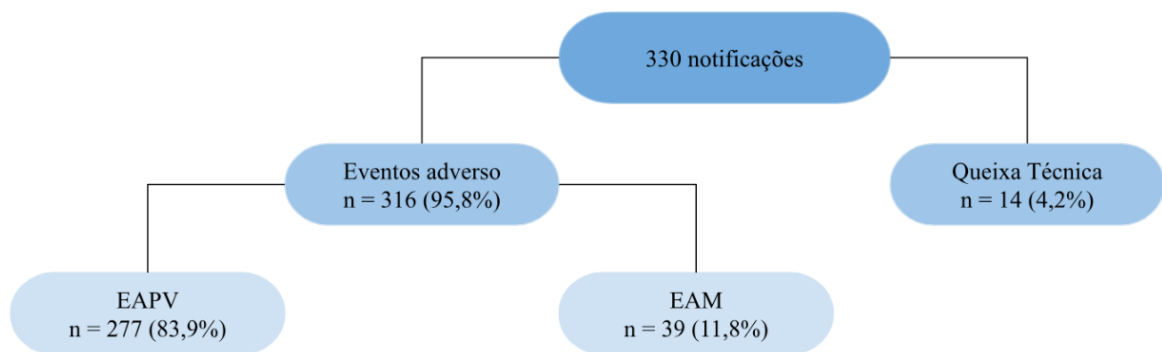 330 notificações
Eventos adverso
n = 316 (95,8%)
Queixa Técnica
n = 14 (4,2%)
EAPV
n = 277 (83,9%)
EAM
n = 39 (11,8%)